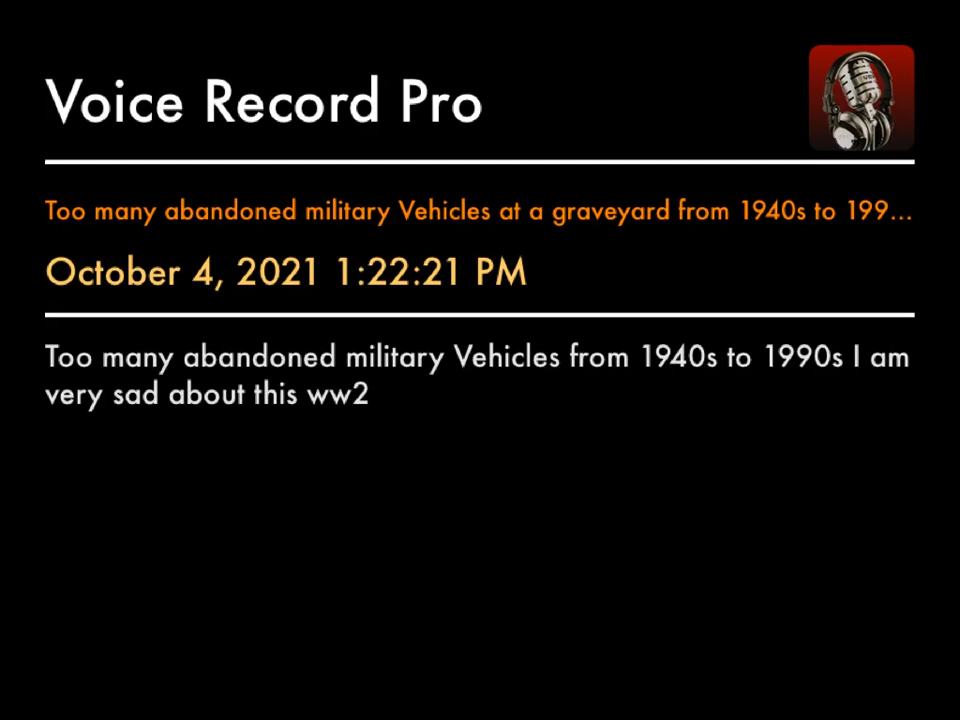 Voice Record Pro
Too many abandoned military Vehicles at a graveyard from 1940s to 199...
October 4, 2021 1:22:21 PM
Too many abandoned military Vehicles from 1940s to 1990s I am
very sad about this ww2